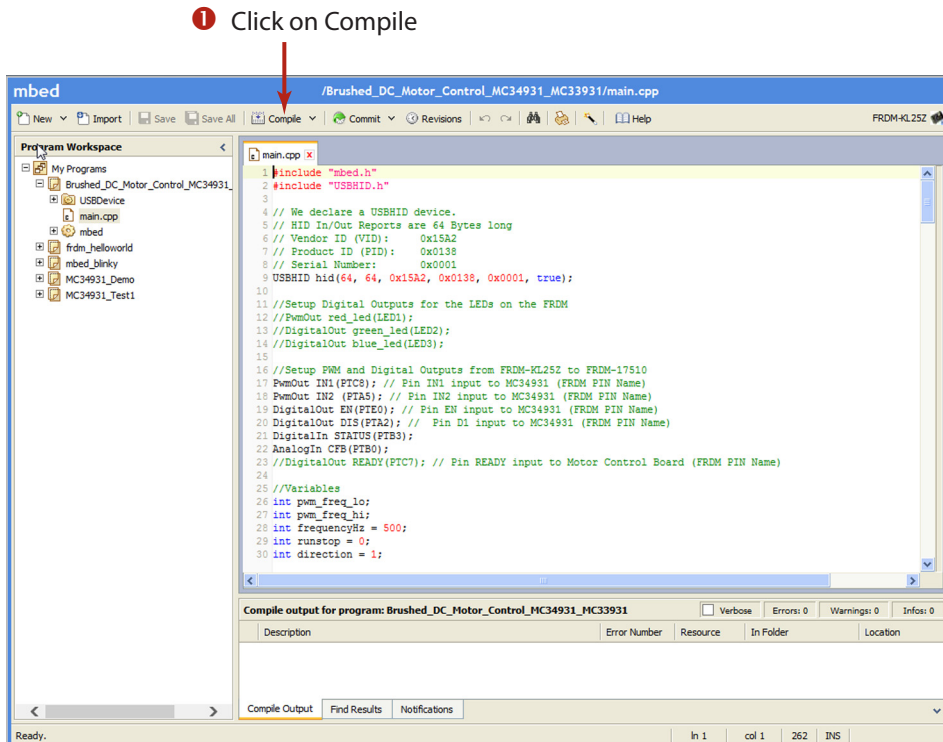 1 Click on Compile
mbed /Brushed_DC_Motor_Control_MC34931_MC33931/main.cpp
New Import Save Save All Compile Commit Revisions Help FRDM-KL25Z
Program Workspace
My Programs
Brushed_DC_Motor_Control_MC34931_
USBDevice
main.cpp
mbed
frdm_helloworld
mbed_blinky
MC34931_Demo
MC34931_Test1
main.cpp x
1 #include "mbed.h"
2 #include "USBHID.h"
3
4 // We declare a USBHID device.
5 // HID In/Out Reports are 64 Bytes long
6 // Vendor ID (VID): 0x15A2
7 // Product ID (PID): 0x0138
8 // Serial Number: 0x0001
9 USBHID hid(64, 64, 0x15A2, 0x0138, 0x0001, true);
10
11 //Setup Digital Outputs for the LEDs on the FRDM
12 //PwmOut red_led(LED1);
13 //DigitalOut green_led(LED2);
14 //DigitalOut blue_led(LED3);
15
16 //Setup PWM and Digital Outputs from FRDM-KL25Z to FRDM-17510
17 PwmOut IN1(PTC8); // Pin IN1 input to MC34931 (FRDM PIN Name)
18 PwmOut IN2 (PTA5); // Pin IN2 input to MC34931 (FRDM PIN Name)
19 DigitalOut EN(PTE0); // Pin EN input to MC34931 (FRDM PIN Name)
20 DigitalOut DIS(PTA2); // Pin D1 input to MC34931 (FRDM PIN Name)
21 DigitalIn STATUS(PTB3);
22 AnalogIn CFB(PTB0);
23 //DigitalOut READY(PTC7); // Pin READY input to Motor Control Board (FRDM PIN Name)
24
25 //Variables
26 int pwm_freq_lo;
27 int pwm_freq_hi;
28 int frequencyHz = 500;
29 int runstop = 0;
30 int direction = 1;
Compile output for program: Brushed_DC_Motor_Control_MC34931_MC33931 Verbose Errors: 0 Warnings: 0 Infos: 0
Description Error Number Resource In Folder Location
Compile Output Find Results Notifications
Ready. ln 1 col 1 262 INS